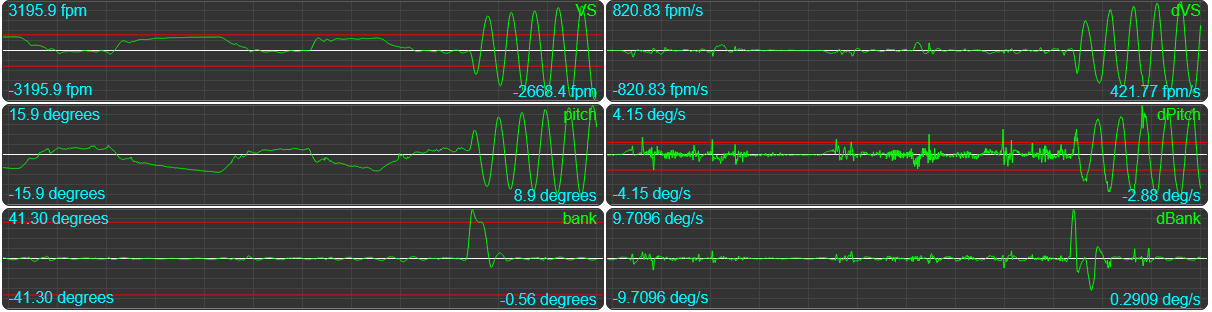 3195.9 fpm VS
-3195.9 fpm -2668.4 fpm
820.83 fpm/s dVS
-820.83 fpm/s 421.77 fpm/s
15.9 degrees pitch
-15.9 degrees 8.9 degrees
4.15 deg/s dPitch
-4.15 deg/s -2.88 deg/s
41.30 degrees bank
-41.30 degrees -0.56 degrees
9.7096 deg/s dBank
-9.7096 deg/s 0.2909 deg/s